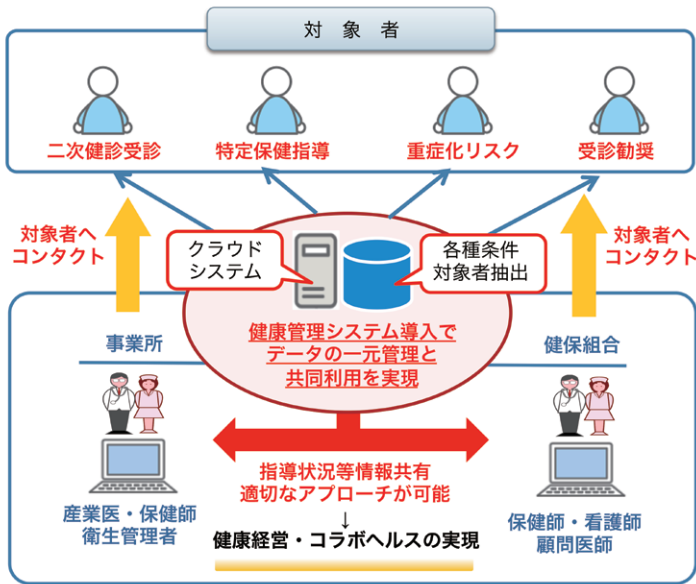 対 象 者
二次健診受診
特定保健指導
重症化リスク
受診勧奨
対象者へ
コンタクト
クラウド
システム
各種条件
対象者抽出
対象者へ
コンタクト
健康管理システム導入で
データの一元管理と
共同利用を実現
事業所
健保組合
指導状況等情報共有
適切なアプローチが可能
↓
健康経営・コラボヘルスの実現
産業医・保健師
衛生管理者
保健師・看護師
顧問医師